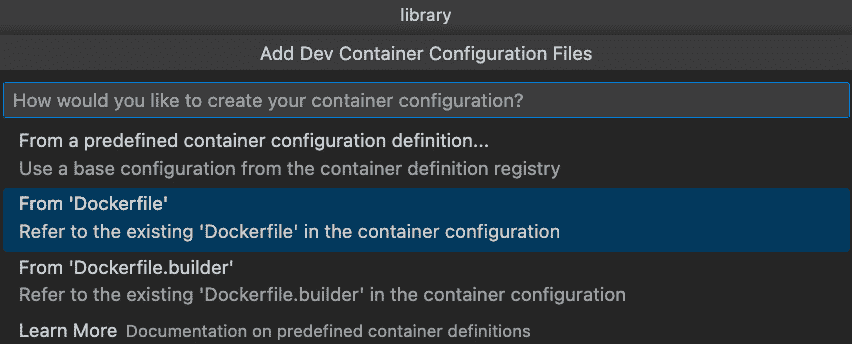 library
Add Dev Container Configuration Files
How would you like to create your container configuration?
From a predefined container configuration definition...
Use a base configuration from the container definition registry
From 'Dockerfile'
Refer to the existing 'Dockerfile' in the container configuration
From 'Dockerfile.builder'
Refer to the existing 'Dockerfile.builder' in the container configuration
Learn More Documentation on predefined container definitions